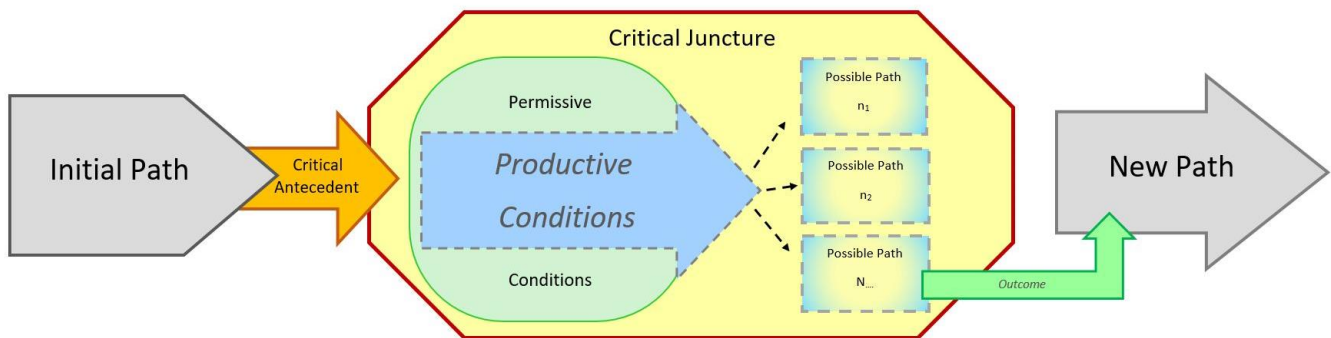 Critical Juncture
Initial Path
Critical
Antecedent
Permissive
Productive
Conditions
Conditions
Possible Path
n₁
Possible Path
n₂
Possible Path
N....
Outcome
New Path